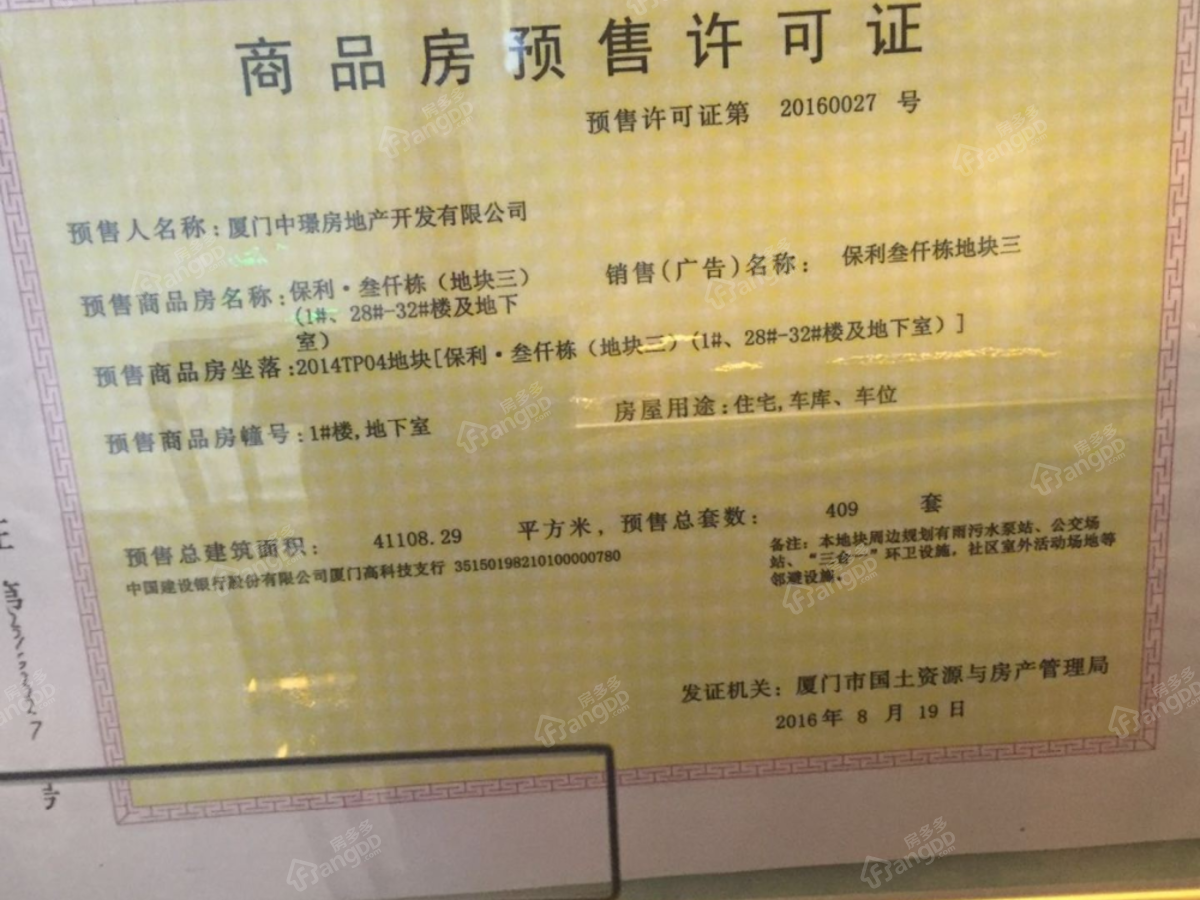 商品房预售许可证
预售许可证第 20160027 号
预售人名称:厦门中璟房地产开发有限公司
预售商品房名称:保利·叁仟栋（地块三）
(1#、28#-32#楼及地下
室)
销售(广告)名称: 保利叁仟栋地块三
预售商品房坐落:2014TP04地块[保利·叁仟栋（地块三）(1#、28#-32#楼及地下室）]
预售商品房幢号:1#楼,地下室
房屋用途:住宅,车库、车位
预售总建筑面积: 41108.29 平方米, 预售总套数: 409 套
中国建设银行股份有限公司厦门高科技支行 35150198210100000780
备注: 本地块周边规划有雨污水泵站、公交场
站、“三合一”环卫设施，社区室外活动场地等
邻避设施。
发证机关: 厦门市国土资源与房产管理局
2016年 8 月 19日
房多多
fangDD.com